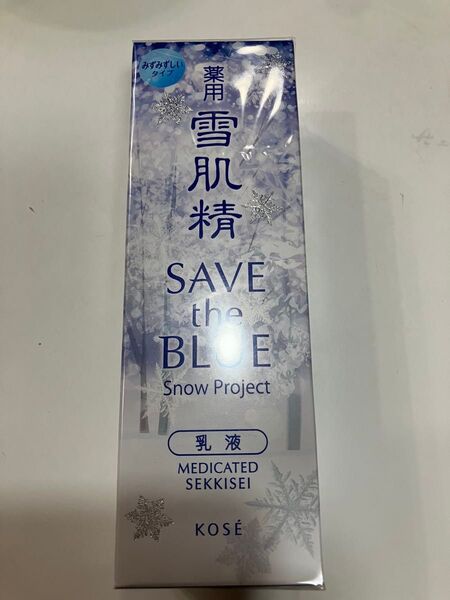 みずみずしい
タイプ
薬用
雪肌精
SAVE
the
BLUE
Snow Project
乳液
MEDICATED
SEKKISEI
KOSÉ